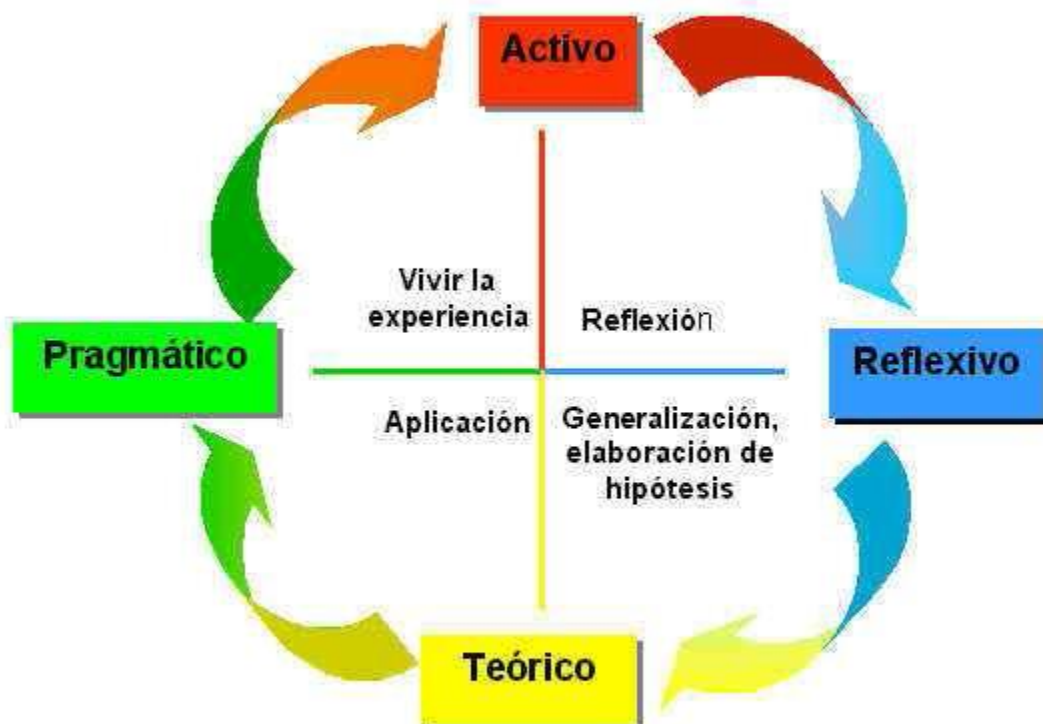 Activo
Vivir la
experiencia
Reflexión
Pragmático
Reflexivo
Aplicación
Generalización,
elaboración de
hipótesis
Teórico